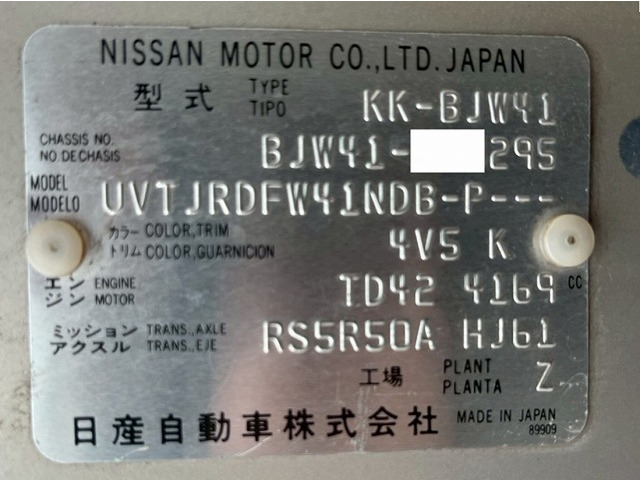 NISSAN MOTOR CO.,LTD. JAPAN
型式 TYPE TIPO KK-BJW41
CHASSIS NO. NO. DE CHASIS BJW41- 295
MODEL MODELO UVTJRDFW41NDB-P---
カラー COLOR,TRIM
トリム COLOR,GUARNICION 4V5 K
エンジン ENGINE MOTOR TD42 4169 CC
ミッション TRANS.,AXLE
アクスル TRANS.,EJE RS5R50A HJ61
工場 PLANT PLANTA Z
日産自動車株式会社 MADE IN JAPAN
89909